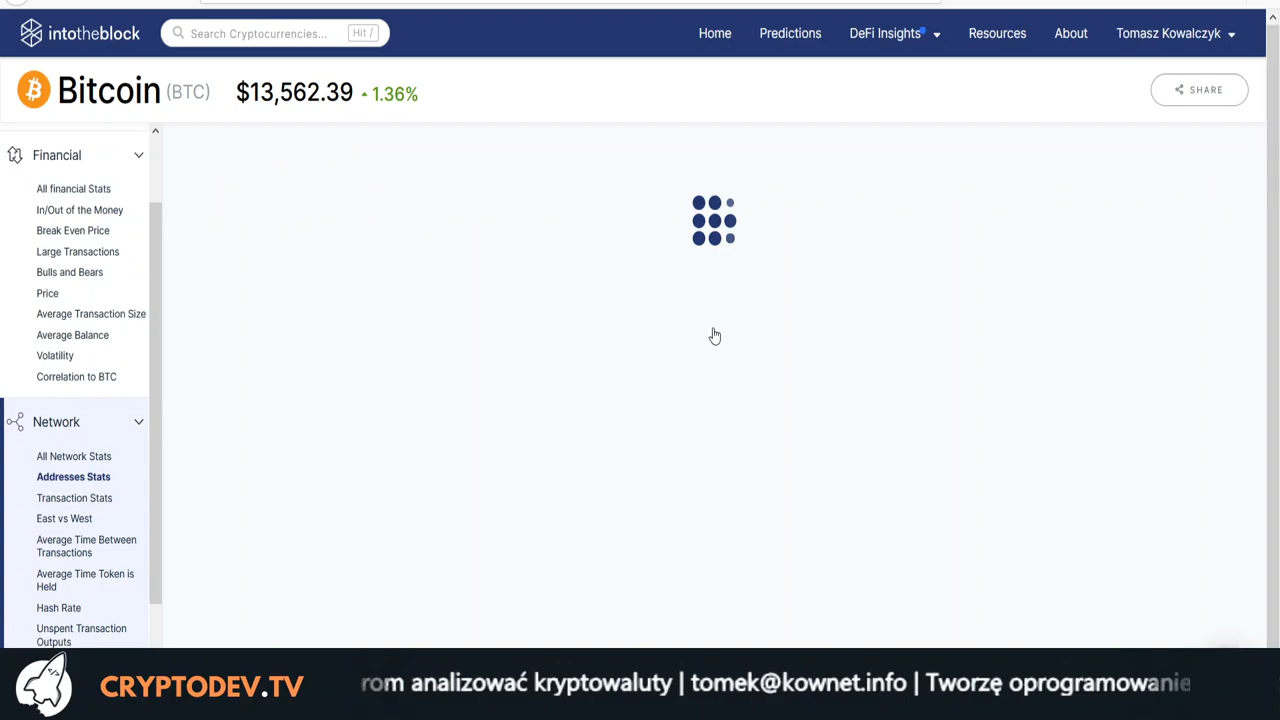 intotheblock
Search Cryptocurrencies...
Hit /
Home
Predictions
DeFi Insights
Resources
About
Tomasz Kowalczyk
Bitcoin (BTC) $13,562.39 1.36%
SHARE
Financial
All financial Stats
In/Out of the Money
Break Even Price
Large Transactions
Bulls and Bears
Price
Average Transaction Size
Average Balance
Volatility
Correlation to BTC
Network
All Network Stats
Addresses Stats
Transaction Stats
East vs West
Average Time Between
Transactions
Average Time Token is
Held
Hash Rate
Unspent Transaction
Outputs
CRYPTODEV.TV
rom analizować kryptowaluty | tomek@kownet.info | Tworzę oprogramowanie